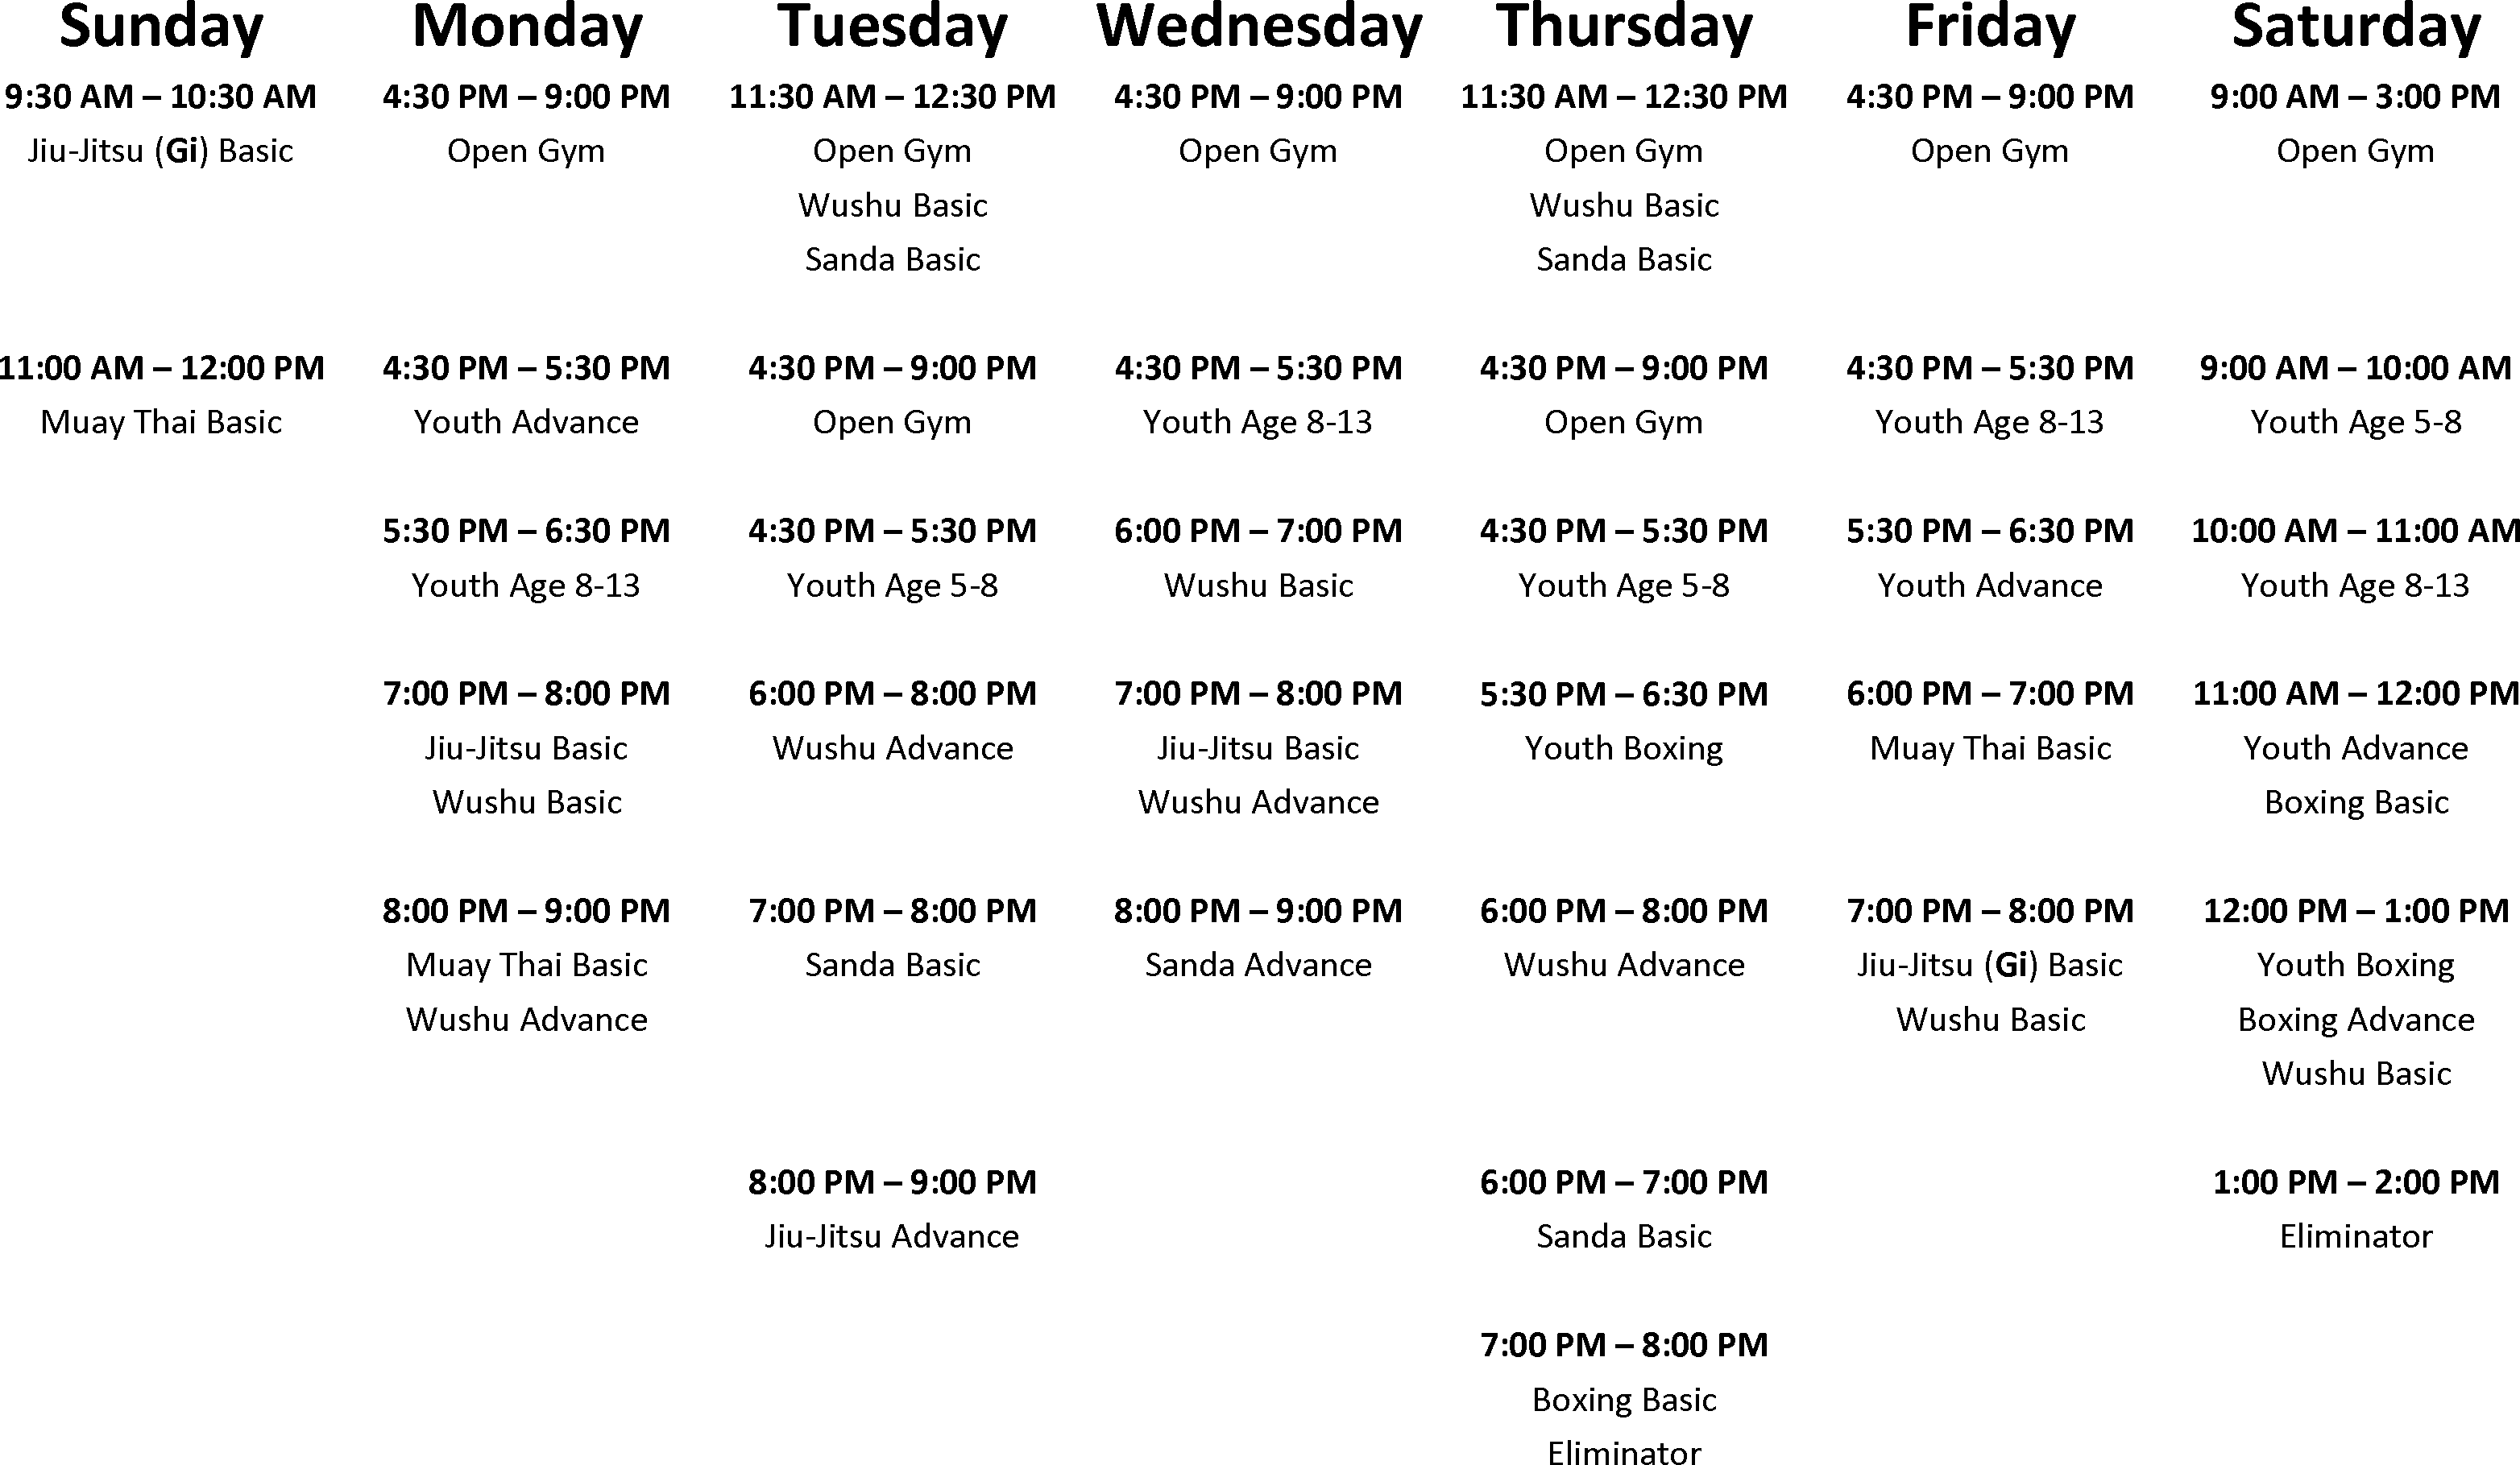 Sunday
9:30 AM – 10:30 AM
Jiu-Jitsu (Gi) Basic
11:00 AM – 12:00 PM
Muay Thai Basic
Monday
4:30 PM – 9:00 PM
Open Gym
4:30 PM – 5:30 PM
Youth Advance
5:30 PM – 6:30 PM
Youth Age 8-13
7:00 PM – 8:00 PM
Jiu-Jitsu Basic
Wushu Basic
8:00 PM – 9:00 PM
Muay Thai Basic
Wushu Advance
Tuesday
11:30 AM – 12:30 PM
Open Gym
Wushu Basic
Sanda Basic
4:30 PM – 9:00 PM
Open Gym
4:30 PM – 5:30 PM
Youth Age 5-8
6:00 PM – 8:00 PM
Wushu Advance
7:00 PM – 8:00 PM
Sanda Basic
8:00 PM – 9:00 PM
Jiu-Jitsu Advance
Wednesday
4:30 PM – 9:00 PM
Open Gym
4:30 PM – 5:30 PM
Youth Age 8-13
6:00 PM – 7:00 PM
Wushu Basic
7:00 PM – 8:00 PM
Jiu-Jitsu Basic
Wushu Advance
8:00 PM – 9:00 PM
Sanda Advance
Thursday
11:30 AM – 12:30 PM
Open Gym
Wushu Basic
Sanda Basic
4:30 PM – 9:00 PM
Open Gym
4:30 PM – 5:30 PM
Youth Age 5-8
5:30 PM – 6:30 PM
Youth Boxing
6:00 PM – 8:00 PM
Wushu Advance
6:00 PM – 7:00 PM
Sanda Basic
7:00 PM – 8:00 PM
Boxing Basic
Eliminator
Friday
4:30 PM – 9:00 PM
Open Gym
4:30 PM – 5:30 PM
Youth Age 8-13
5:30 PM – 6:30 PM
Youth Advance
6:00 PM – 7:00 PM
Muay Thai Basic
7:00 PM – 8:00 PM
Jiu-Jitsu (Gi) Basic
Wushu Basic
Saturday
9:00 AM – 3:00 PM
Open Gym
9:00 AM – 10:00 AM
Youth Age 5-8
10:00 AM – 11:00 AM
Youth Age 8-13
11:00 AM – 12:00 PM
Youth Advance
Boxing Basic
12:00 PM – 1:00 PM
Youth Boxing
Boxing Advance
Wushu Basic
1:00 PM – 2:00 PM
Eliminator